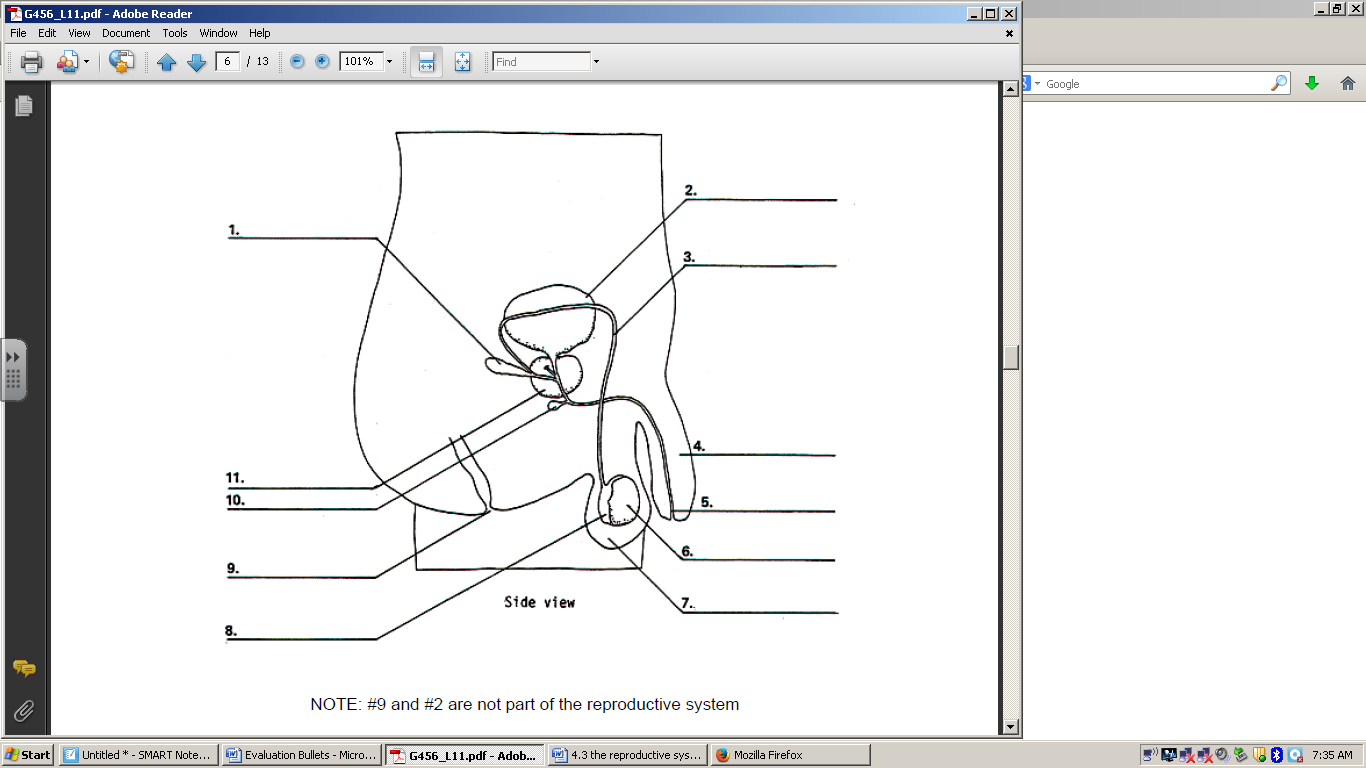 G456_L11.pdf - Adobe Reader
File Edit View Document Tools Window Help
6 / 13 101% Find
Google
1.
2.
3.
4.
5.
6.
7.
8.
9.
10.
11.
Side view
NOTE: #9 and #2 are not part of the reproductive system
Start Untitled * - SMART Note... Evaluation Bullets - Micro... G456_L11.pdf - Adob... 4.3 the reproductive sys... Mozilla Firefox 7:35 AM